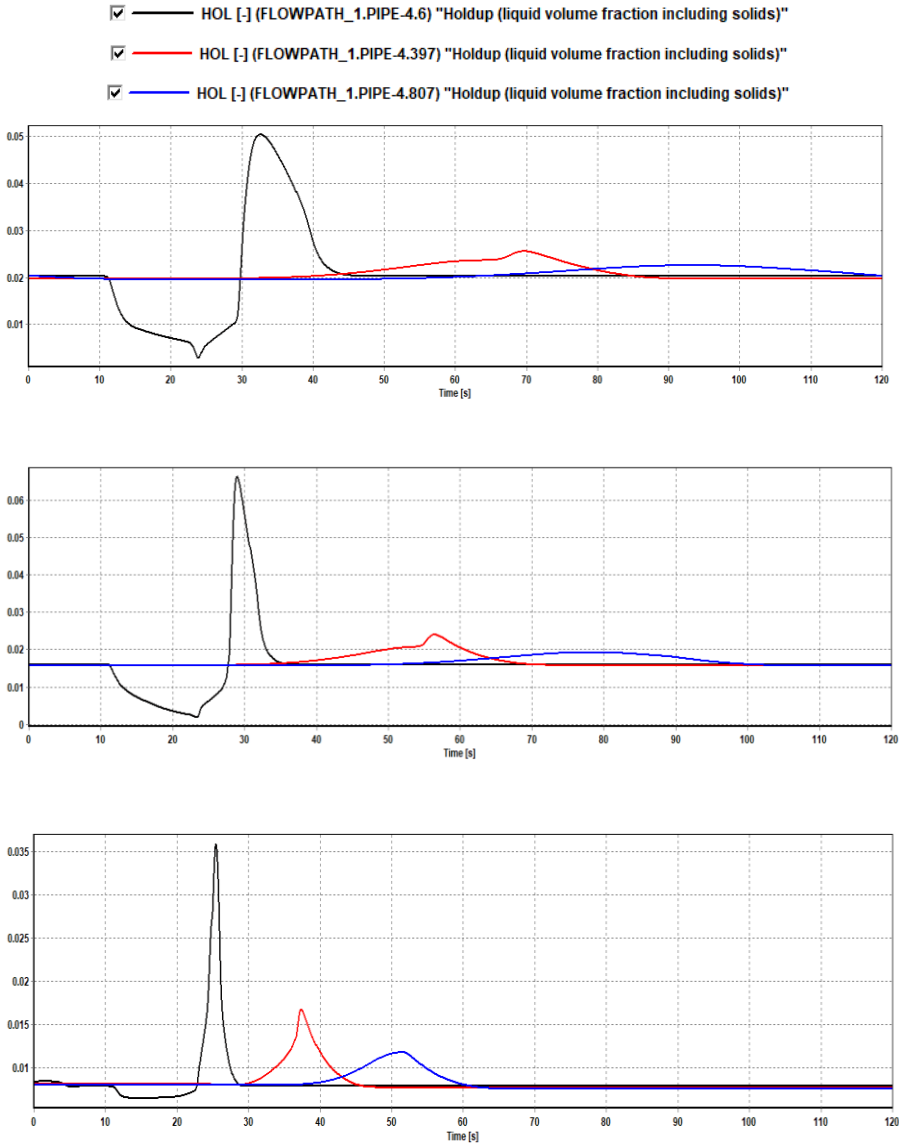 HOL [-] (FLOWPATH_1.PIPE-4.6) "Holdup (liquid volume fraction including solids)"
HOL [-] (FLOWPATH_1.PIPE-4.397) "Holdup (liquid volume fraction including solids)"
HOL [-] (FLOWPATH_1.PIPE-4.807) "Holdup (liquid volume fraction including solids)"
0.05
0.04
0.03
0.02
0.01
0 10 20 30 40 50 60 70 80 90 100 110 120
Time [s]
0.06
0.05
0.04
0.03
0.02
0.01
0
0 10 20 30 40 50 60 70 80 90 100 110 120
Time [s]
0.035
0.03
0.025
0.02
0.015
0.01
0 10 20 30 40 50 60 70 80 90 100 110 120
Time [s]